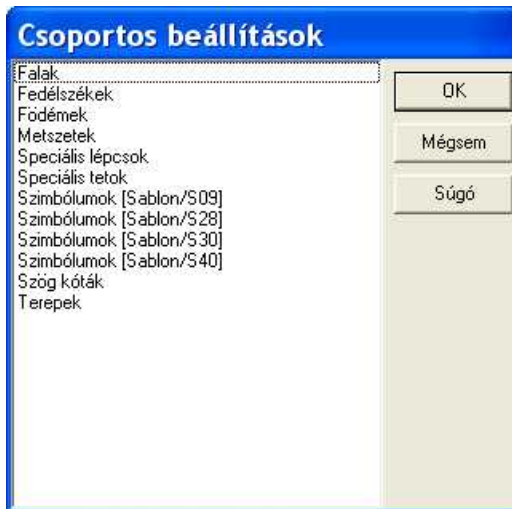 Csoportos beállítások
Falak
Fedélszékek
Födémek
Metszetek
Speciális lépcsok
Speciális tetok
Szimbólumok [Sablon/S09]
Szimbólumok [Sablon/S28]
Szimbólumok [Sablon/S30]
Szimbólumok [Sablon/S40]
Szög kóták
Terepek
OK
Mégsem
Súgó